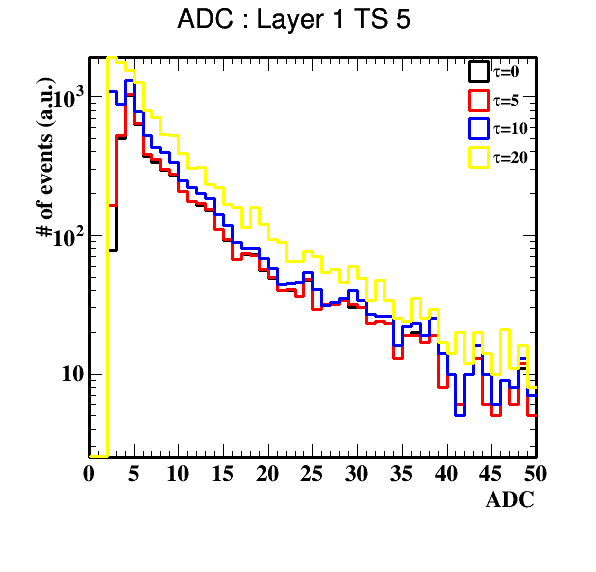 ADC : Layer 1 TS 5
# of events (a.u.)
10³
10²
10
τ=0
τ=5
τ=10
τ=20
0 5 10 15 20 25 30 35 40 45 50
ADC